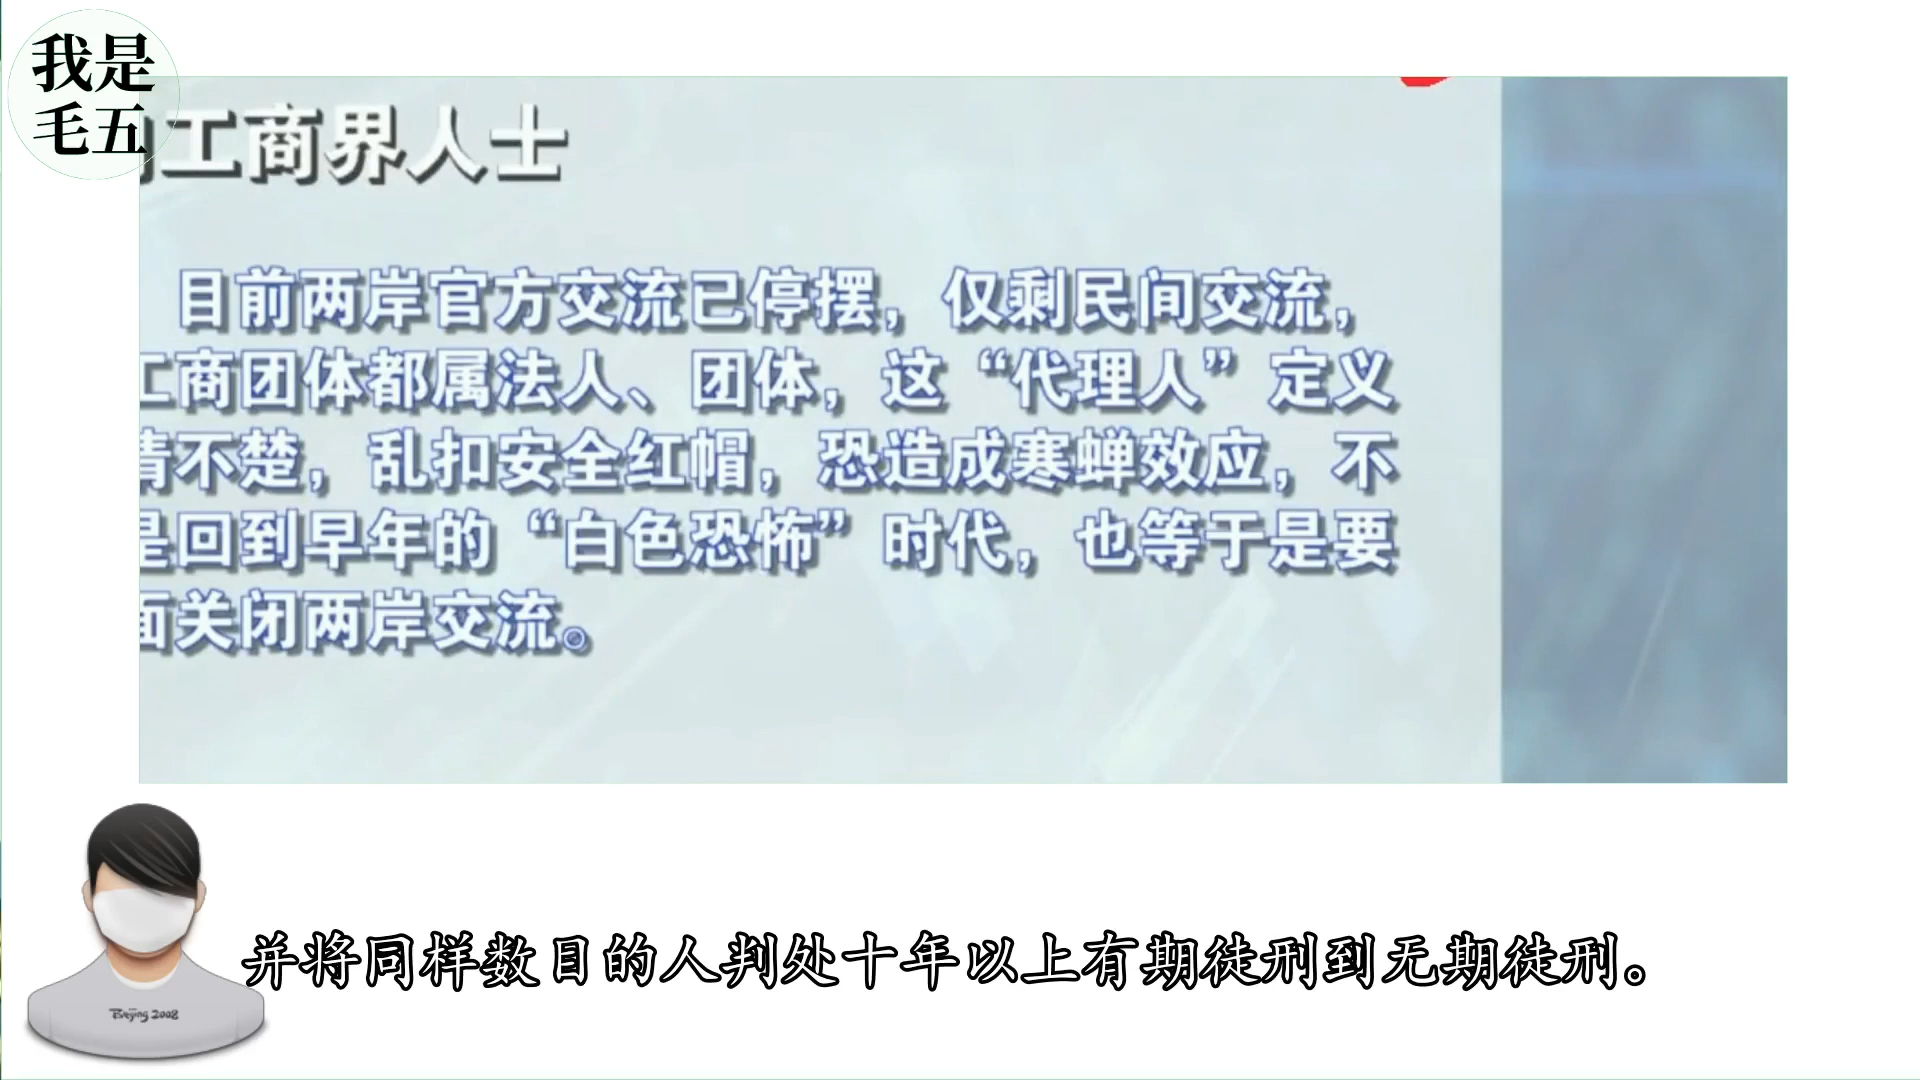 我是
毛五
工商界人士
目前两岸官方交流已停摆，仅剩民间交流，
工商团体都属法人、团体，这“代理人”定义
清不楚，乱扣安全红帽，恐造成寒蝉效应，不
是回到早年的“白色恐怖”时代，也等于是要
面关闭两岸交流。
并将同样数目的人判处十年以上有期徒刑到无期徒刑。
Beijing 2008